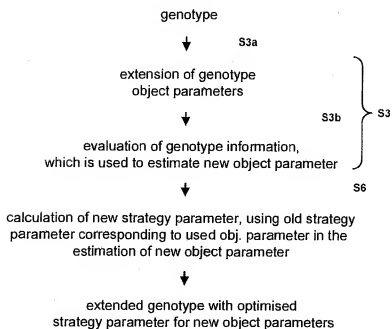 genotype
S3a
extension of genotype
object parameters
S3b
S3
evaluation of genotype information,
which is used to estimate new object parameter
S6
calculation of new strategy parameter, using old strategy
parameter corresponding to used obj. parameter in the
estimation of new object parameter
extended genotype with optimised
strategy parameter for new object parameters